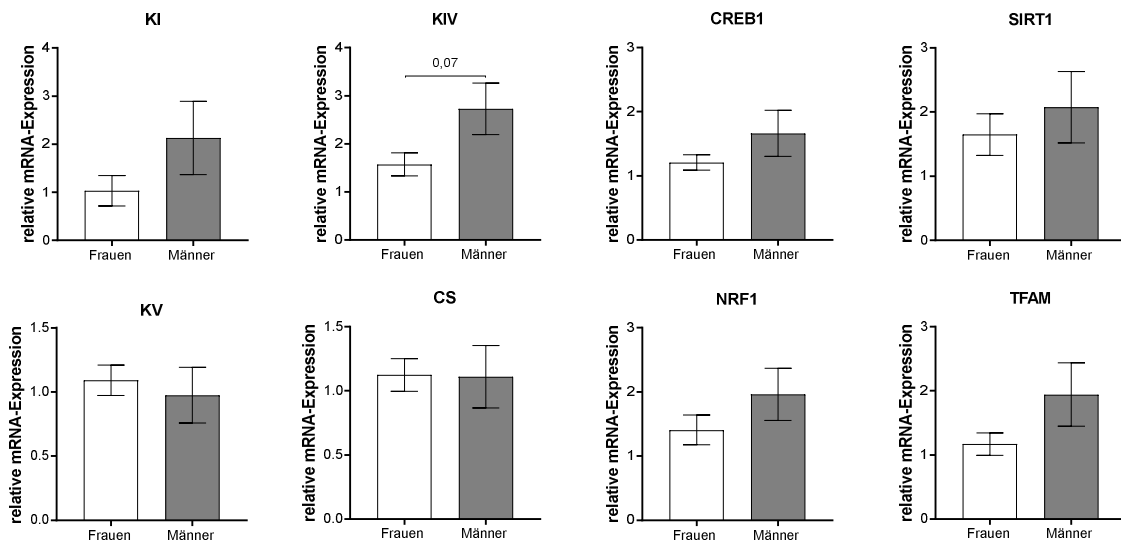 KI
relative mRNA-Expression
4
3
2
1
0
Frauen Männer
KIV
relative mRNA-Expression
4
3
2
1
0
0,07
Frauen Männer
CREB1
relative mRNA-Expression
3
2
1
0
Frauen Männer
SIRT1
relative mRNA-Expression
3
2
1
0
Frauen Männer
KV
relative mRNA-Expression
1.5
1.0
0.5
0.0
Frauen Männer
CS
relative mRNA-Expression
1.5
1.0
0.5
0.0
Frauen Männer
NRF1
relative mRNA-Expression
3
2
1
0
Frauen Männer
TFAM
relative mRNA-Expression
3
2
1
0
Frauen Männer